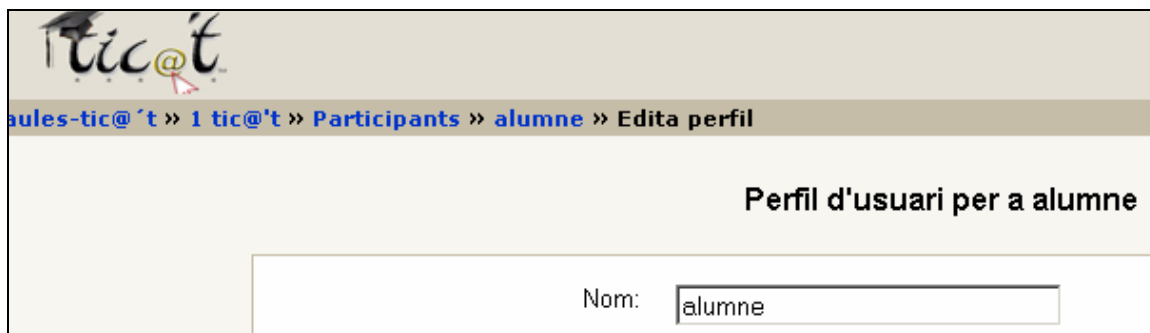 tic@t
aules-tic@´t » 1 tic@'t » Participants » alumne » Edita perfil
Perfil d'usuari per a alumne
Nom: alumne